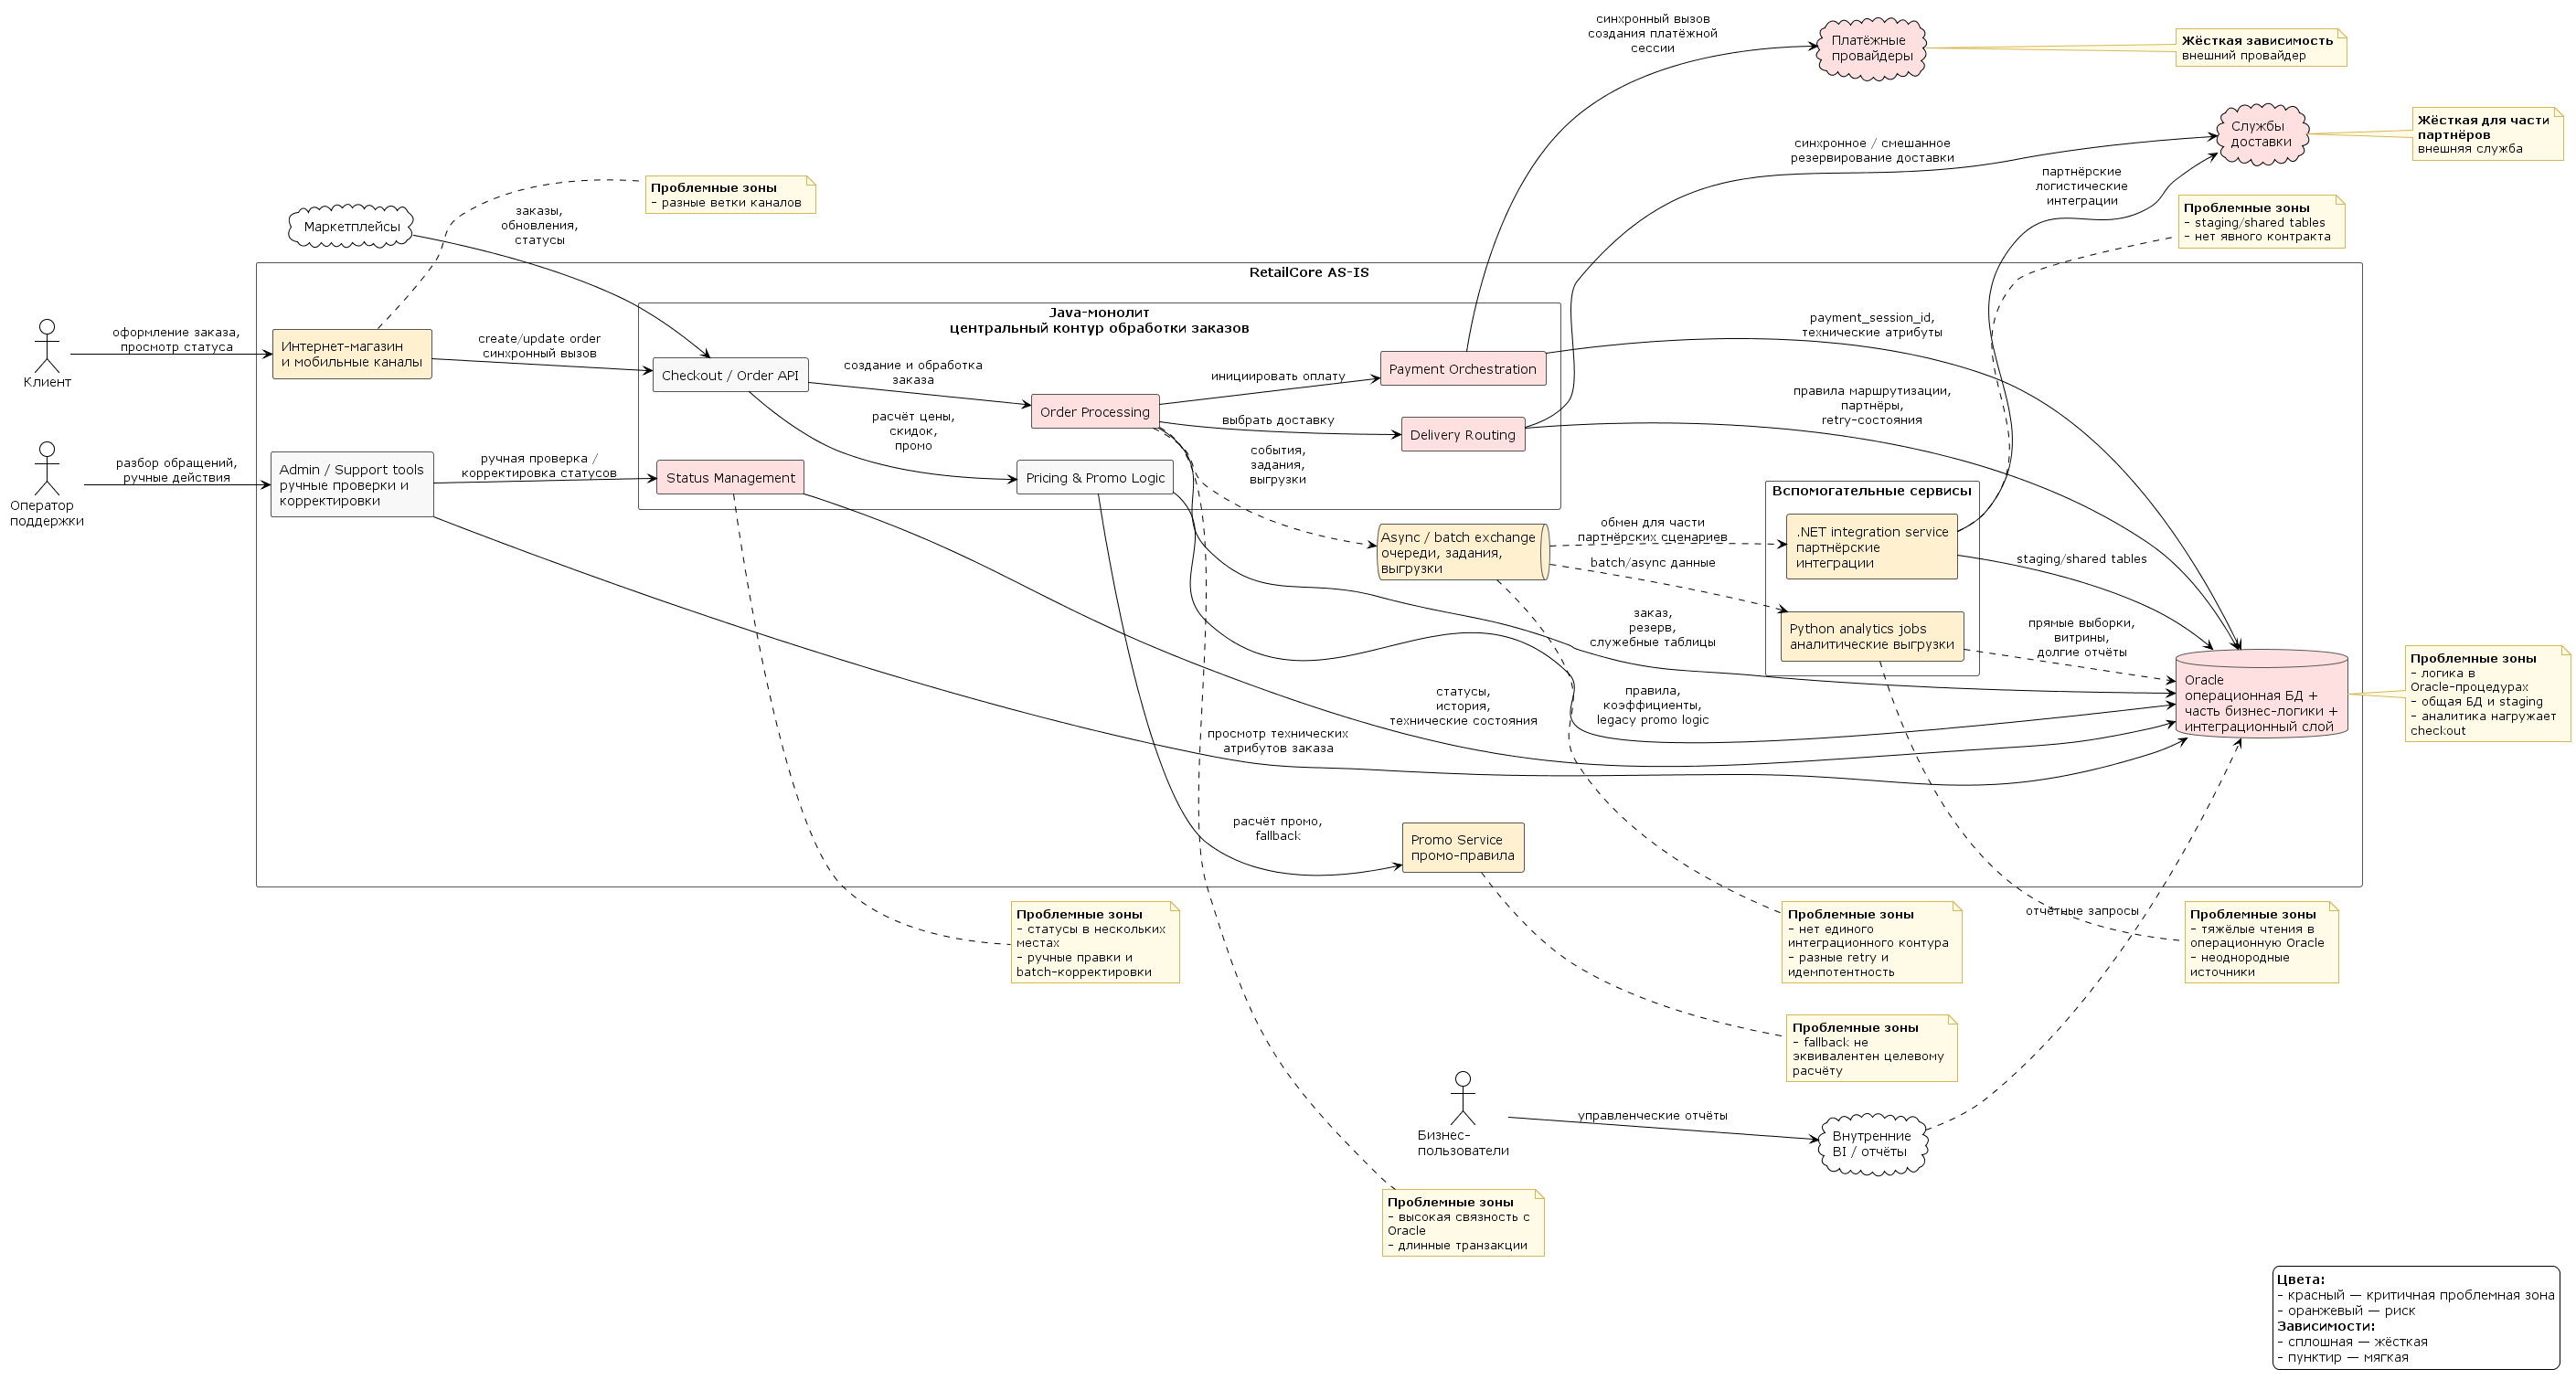 синхронный вызов
создания платёжной
сессии
Платёжные
провайдеры
Жёсткая зависимость
внешний провайдер
Службы
доставки
Жёсткая для части
партнёров
внешняя служба
синхронное / смешанное
резервирование доставки
партнёрские
логистические
интеграции
Проблемные зоны
- разные ветки каналов
Проблемные зоны
- staging/shared tables
- нет явного контракта
Маркетплейсы
заказы,
обновления,
статусы
RetailCore AS-IS
Java-монолит
центральный контур обработки заказов
Клиент
оформление заказа,
просмотр статуса
Интернет-магазин
и мобильные каналы
create/update order
синхронный вызов
Checkout / Order API
создание и обработка
заказа
Order Processing
инициировать оплату
Payment Orchestration
payment_session_id,
технические атрибуты
расчёт цены,
скидок,
промо
выбрать доставку
Delivery Routing
правила маршрутизации,
партнёры,
retry-состояния
Оператор
поддержки
разбор обращений,
ручные действия
Admin / Support tools
ручные проверки и
корректировки
ручная проверка /
корректировка статусов
Status Management
Pricing & Promo Logic
события,
задания,
выгрузки
Async / batch exchange
очереди, задания,
выгрузки
обмен для части
партнёрских сценариев
batch/async данные
Вспомогательные сервисы
.NET integration service
партнёрские
интеграции
staging/shared tables
Python analytics jobs
аналитические выгрузки
прямые выборки,
витрины,
долгие отчёты
заказ,
резерв,
служебные таблицы
правила,
коэффициенты,
legacy promo logic
статусы,
история,
технические состояния
просмотр технических
атрибутов заказа
Oracle
операционная БД +
часть бизнес-логики +
интеграционный слой
Проблемные зоны
- логика в
Oracle-процедурах
- общая БД и staging
- аналитика нагружает
checkout
расчёт промо,
fallback
Promo Service
промо-правила
Проблемные зоны
- статусы в нескольких
местах
- ручные правки и
batch-корректировки
Проблемные зоны
- нет единого
интеграционного контура
- разные retry и
идемпотентность
отчётные запросы
Проблемные зоны
- тяжёлые чтения в
операционную Oracle
- неоднородные
источники
Проблемные зоны
- fallback не
эквивалентен целевому
расчёту
Бизнес-
пользователи
управленческие отчёты
Внутренние
BI / отчёты
Проблемные зоны
- высокая связность с
Oracle
- длинные транзакции
Цвета:
- красный — критичная проблемная зона
- оранжевый — риск
Зависимости:
- сплошная — жёсткая
- пунктир — мягкая